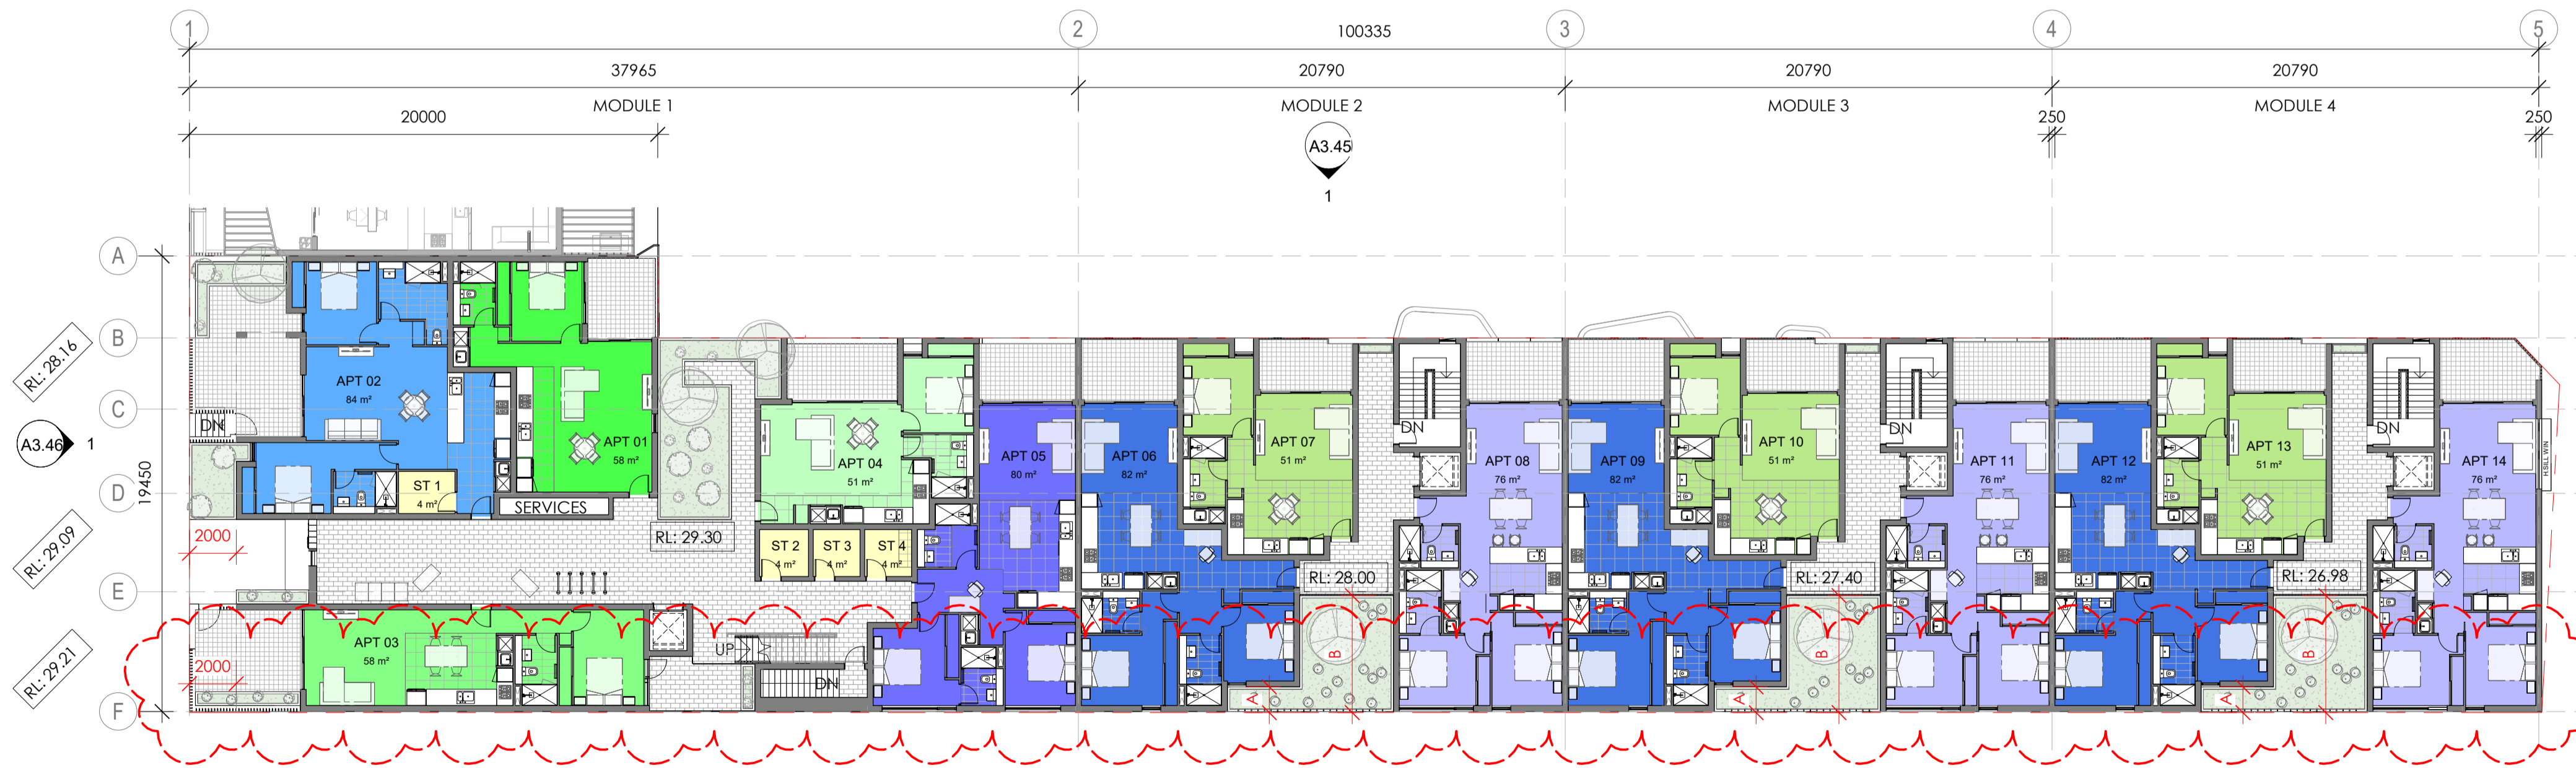 1
2
3
4
5
100335
37965
20790
20790
20790
MODULE 1
MODULE 2
MODULE 3
MODULE 4
20000
250
250
A3.45
1
A
B
C
D
E
F
19450
RL: 28.16
A3.46
1
RL: 29.09
RL: 29.21
APT 02
84 m²
APT 01
58 m²
DN
ST 1
4 m²
SERVICES
2000
2000
RL: 29.30
APT 03
58 m²
APT 04
51 m²
ST 2
4 m²
ST 3
4 m²
ST 4
4 m²
UP
DN
APT 05
80 m²
APT 06
82 m²
APT 07
51 m²
DN
APT 08
76 m²
RL: 28.00
A
B
APT 09
82 m²
APT 10
51 m²
DN
APT 11
76 m²
RL: 27.40
A
B
APT 12
82 m²
APT 13
51 m²
DN
APT 14
76 m²
H.SILL WIN
RL: 26.98
A
B